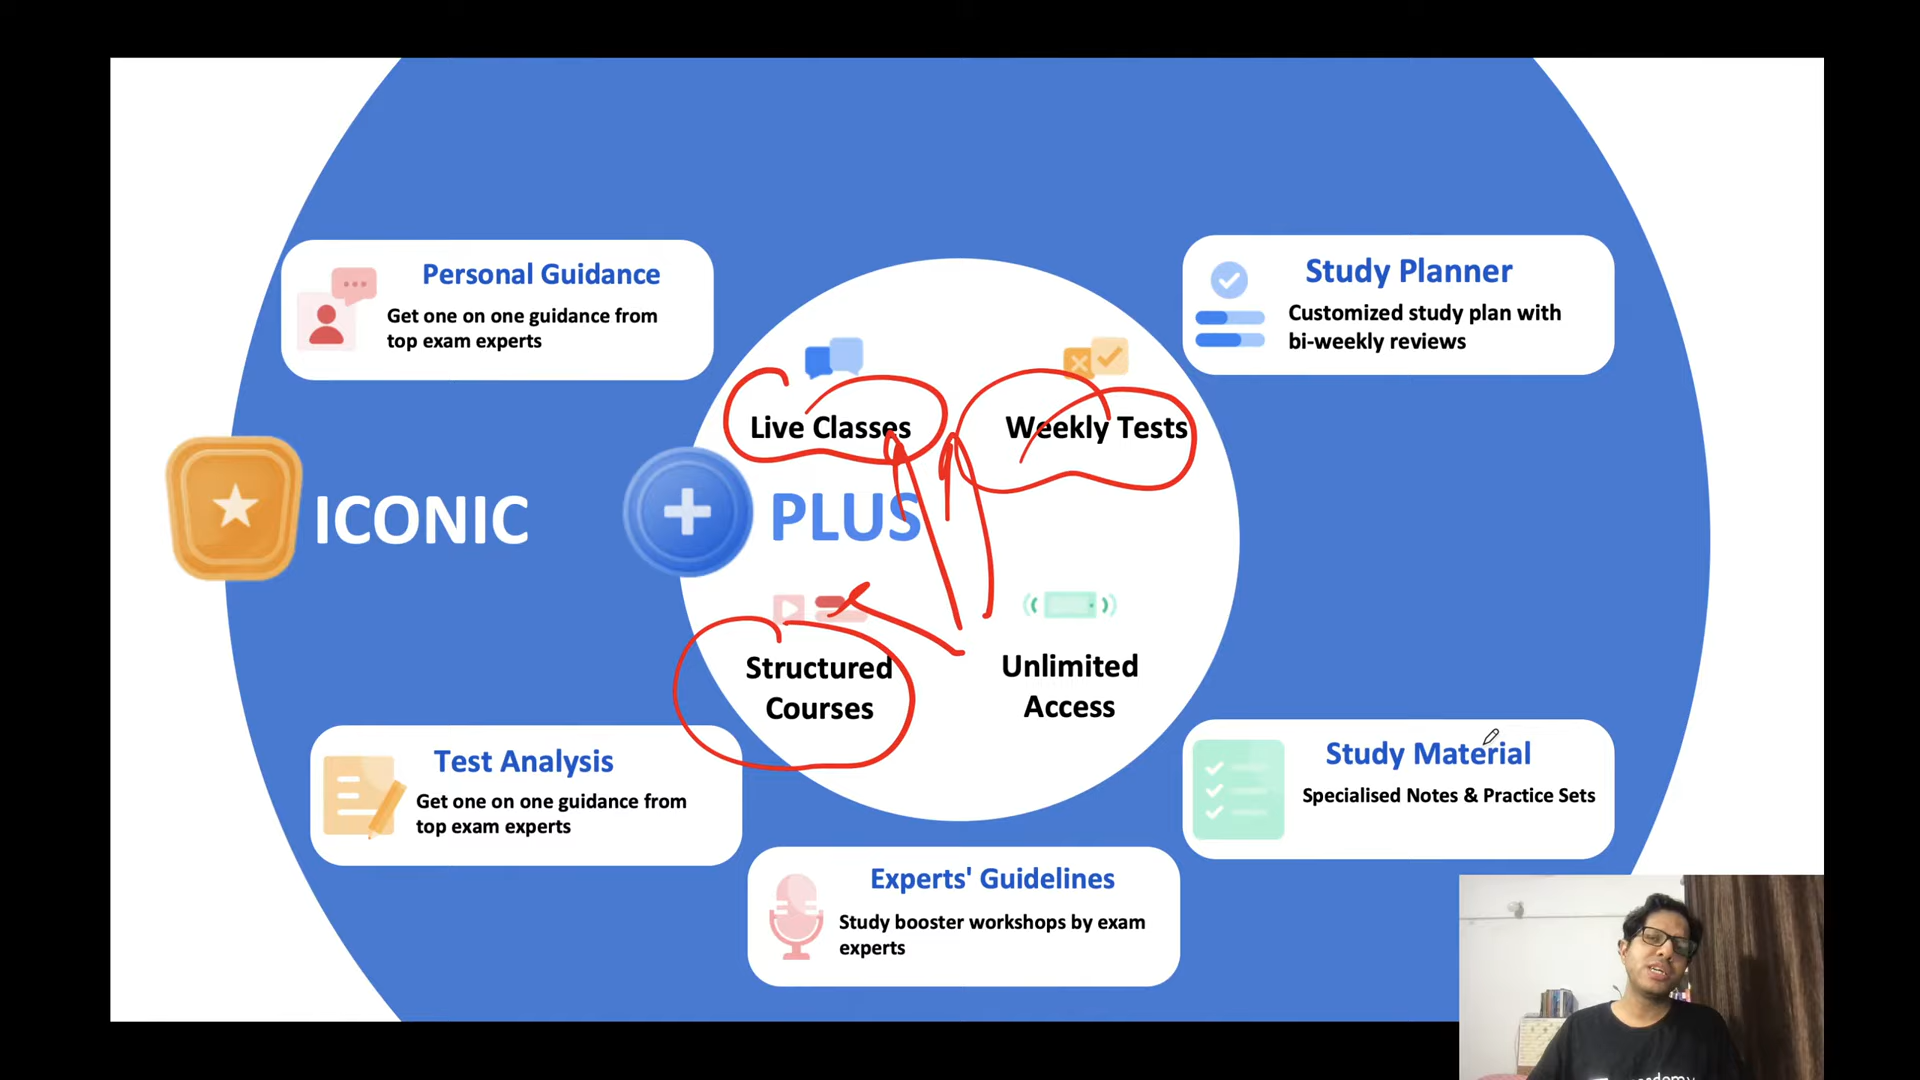 Personal Guidance
Get one on one guidance from
top exam experts
Study Planner
Customized study plan with
bi-weekly reviews
Live Classes
Weekly Tests
ICONIC
PLUS
Structured
Courses
Unlimited
Access
Test Analysis
Get one on one guidance from
top exam experts
Study Material
Specialised Notes & Practice Sets
Experts' Guidelines
Study booster workshops by exam
experts